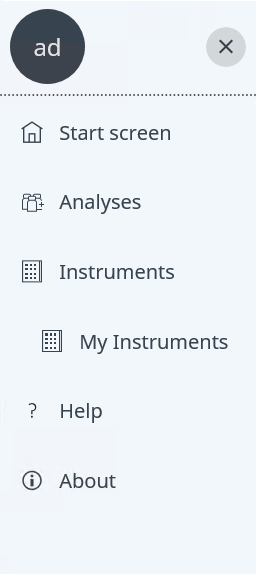 ad
Start screen
Analyses
Instruments
My Instruments
? Help
About